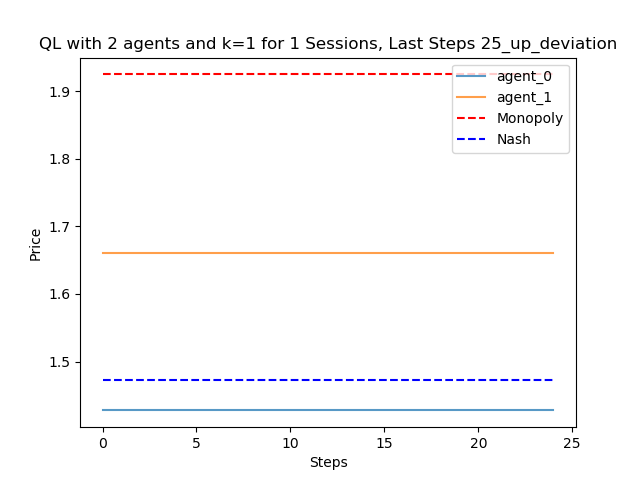 QL with 2 agents and k=1 for 1 Sessions, Last Steps 25_up_deviation
agent_0
agent_1
Monopoly
Nash
1.9
1.8
1.7
1.6
1.5
Price
0 5 10 15 20 25
Steps